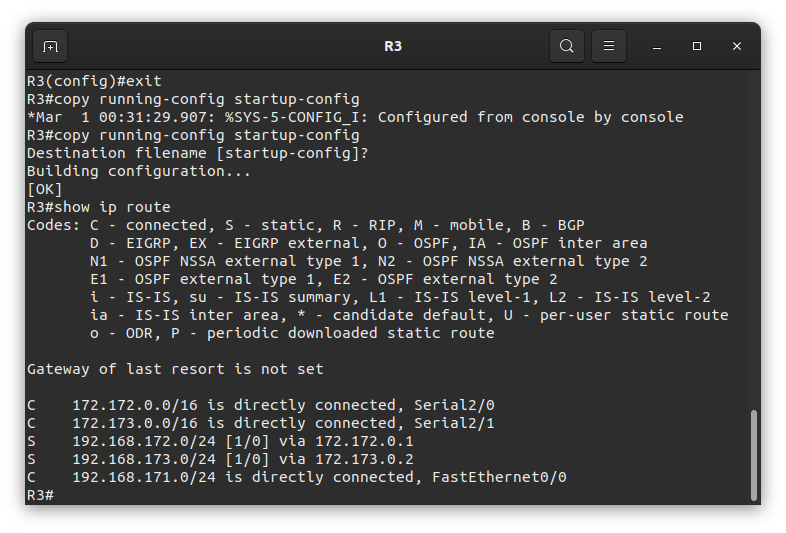 R3
R3(config)#exit
R3#copy running-config startup-config
*Mar  1 00:31:29.907: %SYS-5-CONFIG_I: Configured from console by console
R3#copy running-config startup-config
Destination filename [startup-config]?
Building configuration...
[OK]
R3#show ip route
Codes: C - connected, S - static, R - RIP, M - mobile, B - BGP
       D - EIGRP, EX - EIGRP external, O - OSPF, IA - OSPF inter area
       N1 - OSPF NSSA external type 1, N2 - OSPF NSSA external type 2
       E1 - OSPF external type 1, E2 - OSPF external type 2
       i - IS-IS, su - IS-IS summary, L1 - IS-IS level-1, L2 - IS-IS level-2
       ia - IS-IS inter area, * - candidate default, U - per-user static route
       o - ODR, P - periodic downloaded static route

Gateway of last resort is not set

C    172.172.0.0/16 is directly connected, Serial2/0
C    172.173.0.0/16 is directly connected, Serial2/1
S    192.168.172.0/24 [1/0] via 172.172.0.1
S    192.168.173.0/24 [1/0] via 172.173.0.2
C    192.168.171.0/24 is directly connected, FastEthernet0/0
R3#